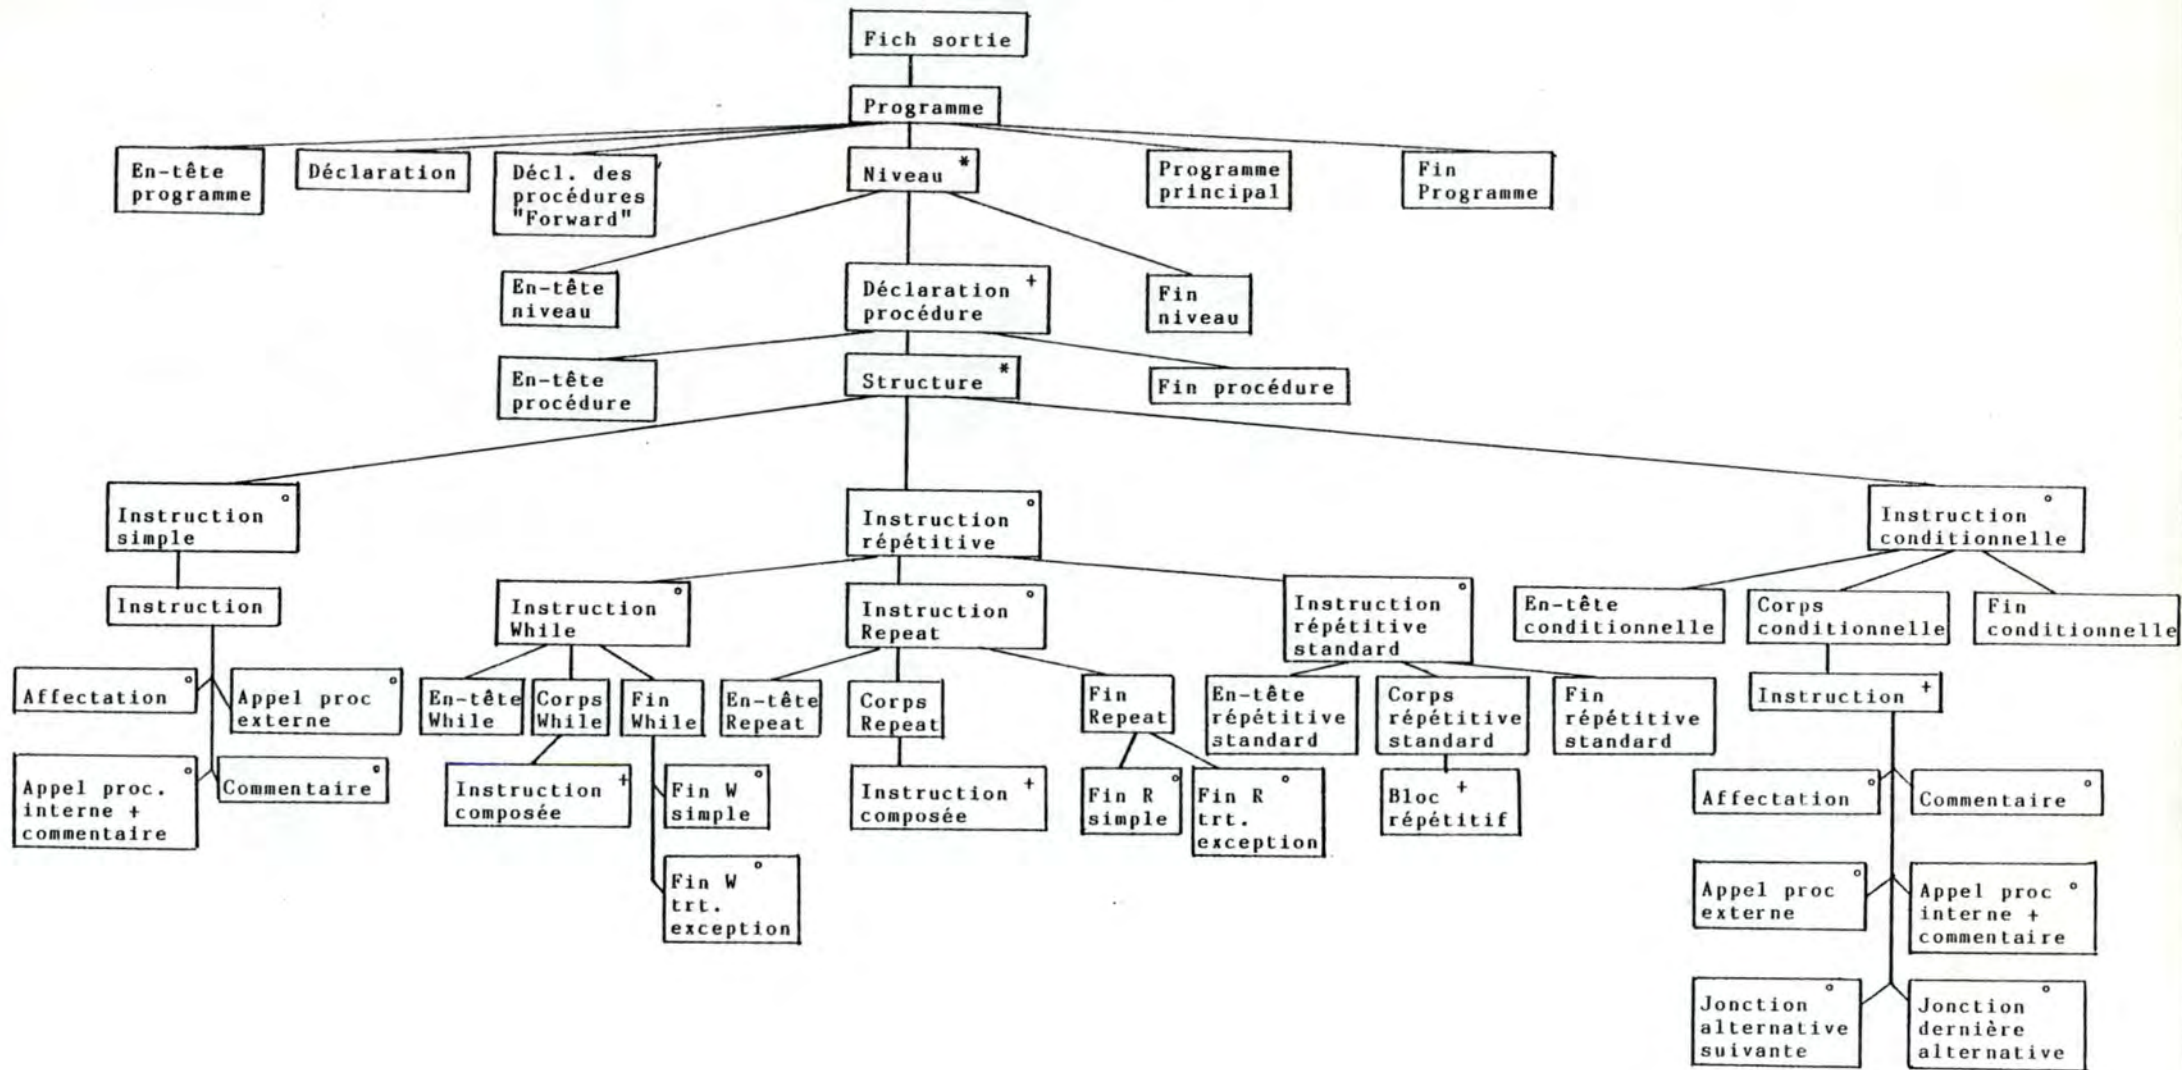 Fich sortie
Programme
En-tête
programme
Déclaration
Décl. des
procédures
"Forward"
Niveau *
Programme
principal
Fin
Programme
En-tête
niveau
Déclaration +
procédure
Fin
niveau
En-tête
procédure
Structure *
Fin procédure
Instruction °
simple
Instruction °
répétitive
Instruction °
conditionnelle
Instruction
Instruction °
While
Instruction °
Repeat
Instruction °
répétitive
standard
En-tête
conditionnelle
Corps
conditionnelle
Fin
conditionnelle
Affectation °
Appel proc °
externe
En-tête
While
Corps
While
Fin
While
En-tête
Repeat
Corps
Repeat
Fin
Repeat
En-tête
répétitive
standard
Corps
répétitive
standard
Fin
répétitive
standard
Instruction +
Appel proc. °
interne +
commentaire
Commentaire °
Instruction +
composée
Fin W °
simple
Instruction +
composée
Fin R °
simple
Fin R °
trt.
exception
Bloc +
répétitif
Affectation °
Commentaire °
Fin W °
trt.
exception
Appel proc °
externe
Appel proc °
interne +
commentaire
Jonction °
alternative
suivante
Jonction °
dernière
alternative